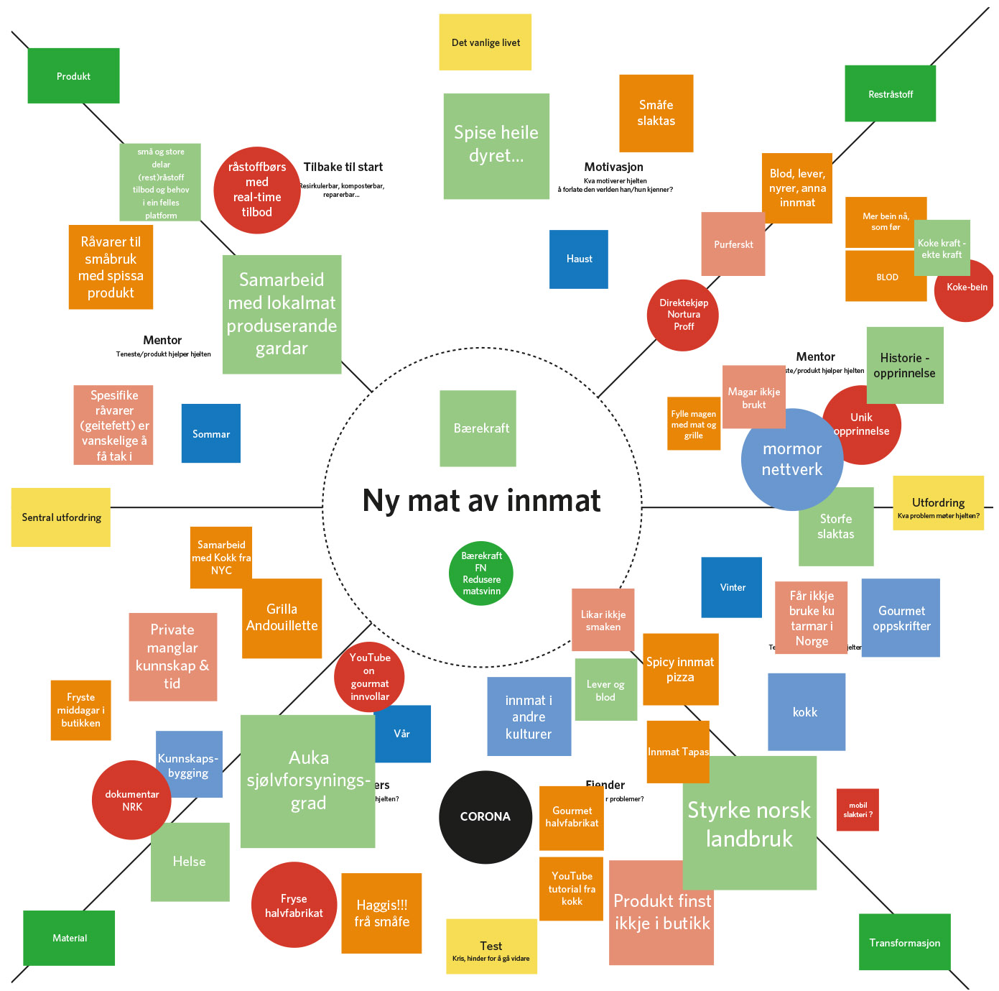 Det vanlige livet
Produkt
Restråstoff
Spise heile
dyret...
Småfe
slaktas
små og store
delar
(rest)råstoff
tilbod og behov
i ein felles
platform
råstoffbørs
med
real-time
tilbod
Tilbake til start
Resirkulerbar, komposterbar,
reparerbar...
Motivasjon
Kva motiverer hjelten
å forlate den verlden han/hun kjenner?
Blod, lever,
nyrer, anna
innmat
Mer bein nå,
som før
BLOD
Koke kraft -
ekte kraft
Koke-bein
Purferskt
Haust
Råvarer til
småbruk
med spissa
produkt
Samarbeid
med lokalmat
produserande
gardar
Direktekjøp
Nortura
Proff
Mentor
Teneste/produkt hjelper hjelten
Mentor
ste/produkt hjelper hjelten
Historie -
opprinnelse
Magar ikkje
brukt
Fylle magen
med mat og
grille
Unik
opprinnelse
mormor
nettverk
Spesifike
råvarer
(geitefett) er
vanskelige å
få tak i
Sommar
Bærekraft
Ny mat av innmat
Bærekraft
FN
Redusere
matsvinn
Sentral utfordring
Utfordring
Kva problem møter hjelten?
Storfe
slaktas
Samarbeid
med Kokk fra
NYC
Grilla
Andouillette
Private
manglar
kunnskap &
tid
Fryste
middagar i
butikken
YouTube
on
gourmat
innvollar
Vår
Likar ikkje
smaken
Spicy innmat
pizza
Lever og
blod
innmat i
andre
kulturer
Innmat Tapas
Vinter
Får ikkje
bruke ku
tarmar i
Norge
Te
jelter
Gourmet
oppskrifter
kokk
Kunnskaps-
bygging
dokumentar
NRK
Helse
Auka
sjølvforsynings-
grad
ers
hjelten?
CORONA
Fiender
r problemer?
Gourmet
halvfabrikat
YouTube
tutorial fra
kokk
Styrke norsk
landbruk
Produkt finst
ikkje i butikk
mobil
slakteri ?
Fryse
halvfabrikat
Haggis!!!
frå småfe
Test
Kris, hinder for å gå vidare
Material
Transformasjon